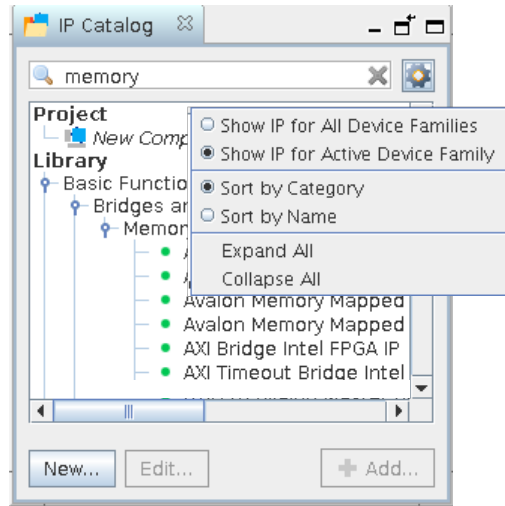 IP Catalog
memory
Project
New Comp
Library
Basic Functio
Bridges ar
Memor
Show IP for All Device Families
Show IP for Active Device Family
Sort by Category
Sort by Name
Expand All
Collapse All
Avalon Memory Mapped
Avalon Memory Mapped
AXI Bridge Intel FPGA IP
AXI Timeout Bridge Intel
New...
Edit...
Add...